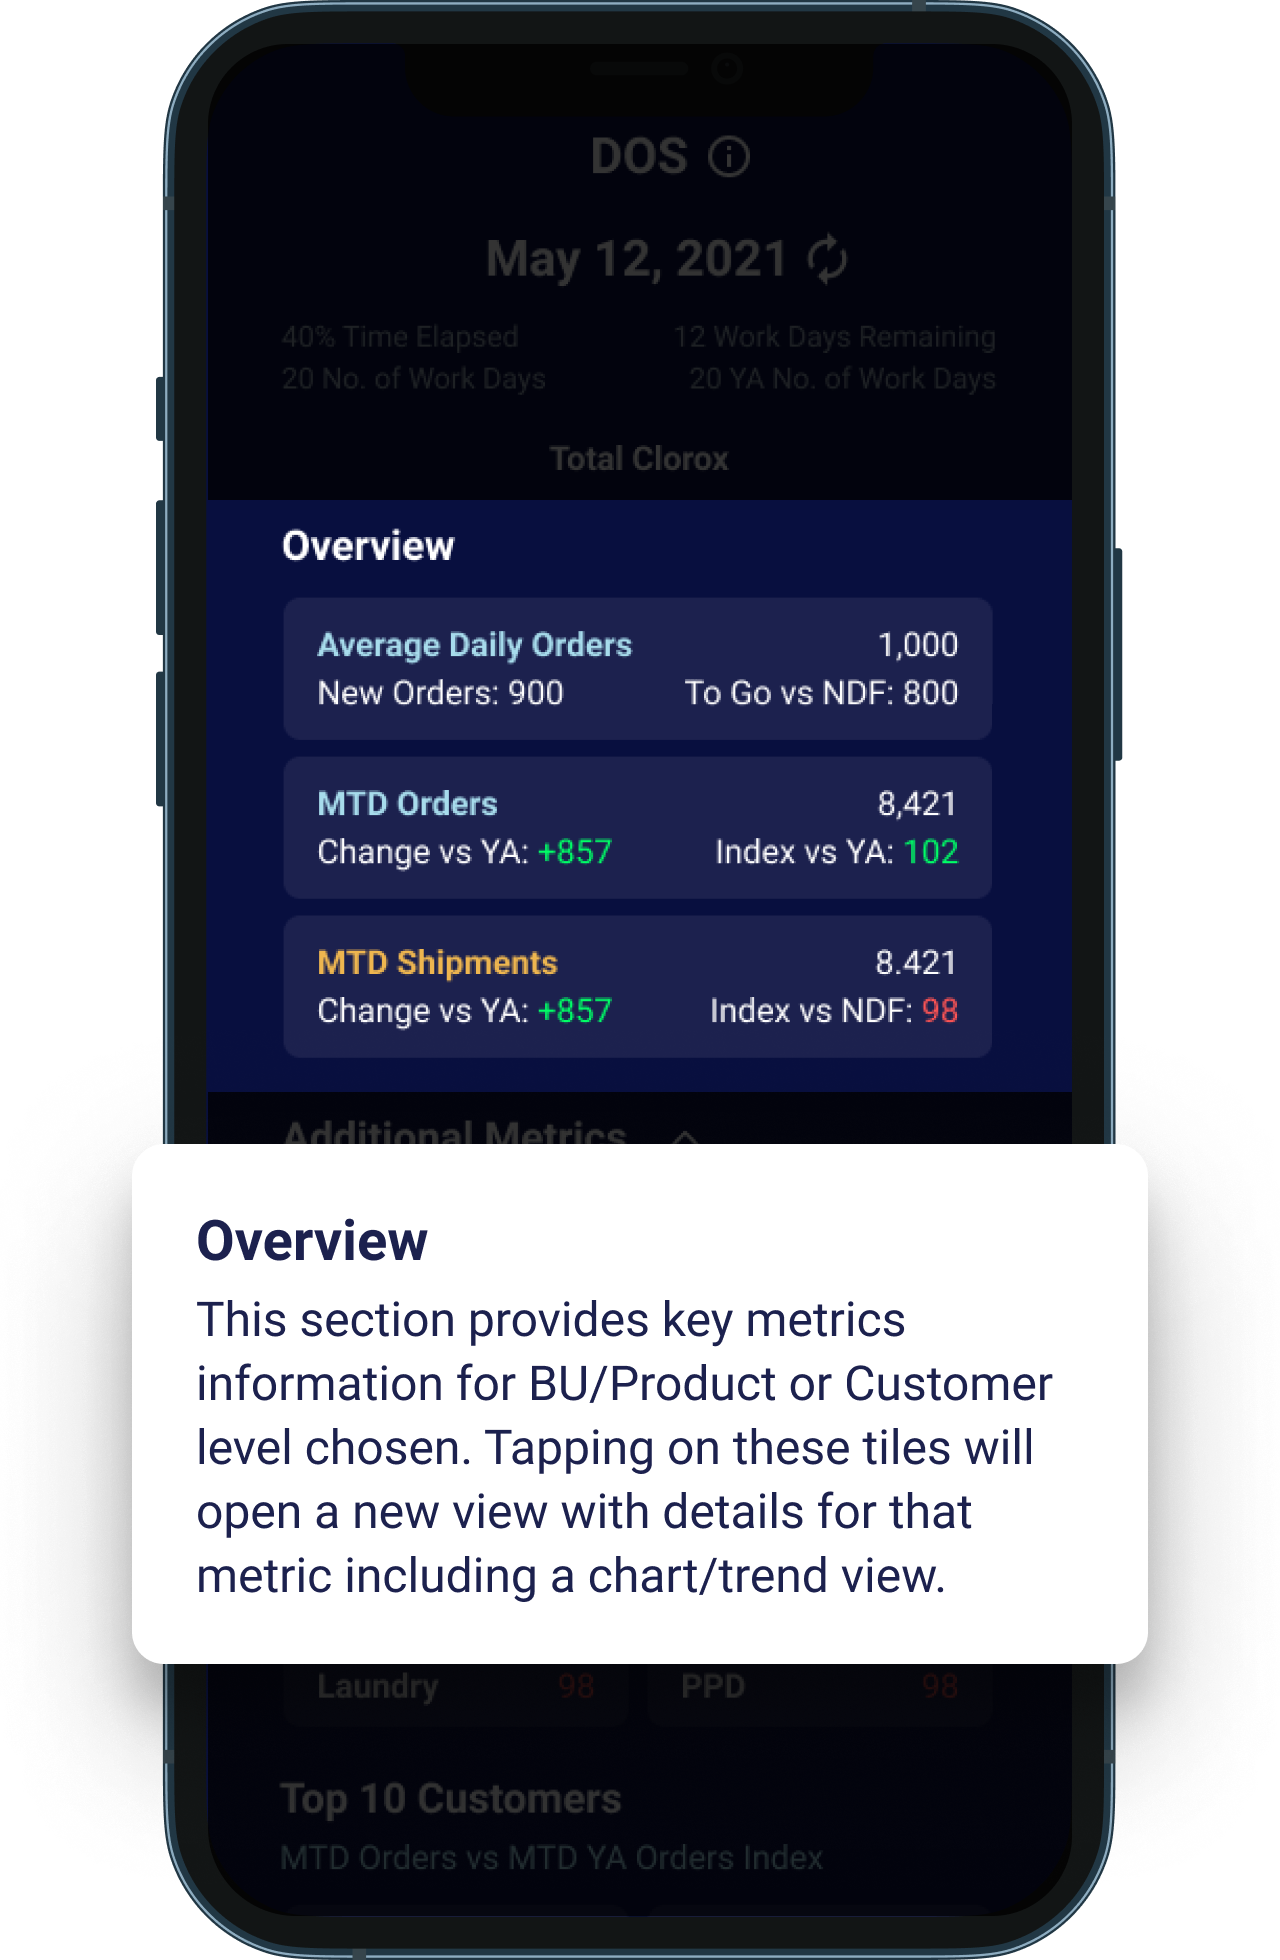 DOS
May 12, 2021
40% Time Elapsed 12 Work Days Remaining
20 No. of Work Days 20 YA No. of Work Days
Total Clorox
Overview
Average Daily Orders 1,000
New Orders: 900 To Go vs NDF: 800
MTD Orders 8,421
Change vs YA: +857 Index vs YA: 102
MTD Shipments 8.421
Change vs YA: +857 Index vs NDF: 98
Additional Metrics
Overview
This section provides key metrics
information for BU/Product or Customer
level chosen. Tapping on these tiles will
open a new view with details for that
metric including a chart/trend view.
Laundry 98 PPD 98
Top 10 Customers
MTD Orders vs MTD YA Orders Index